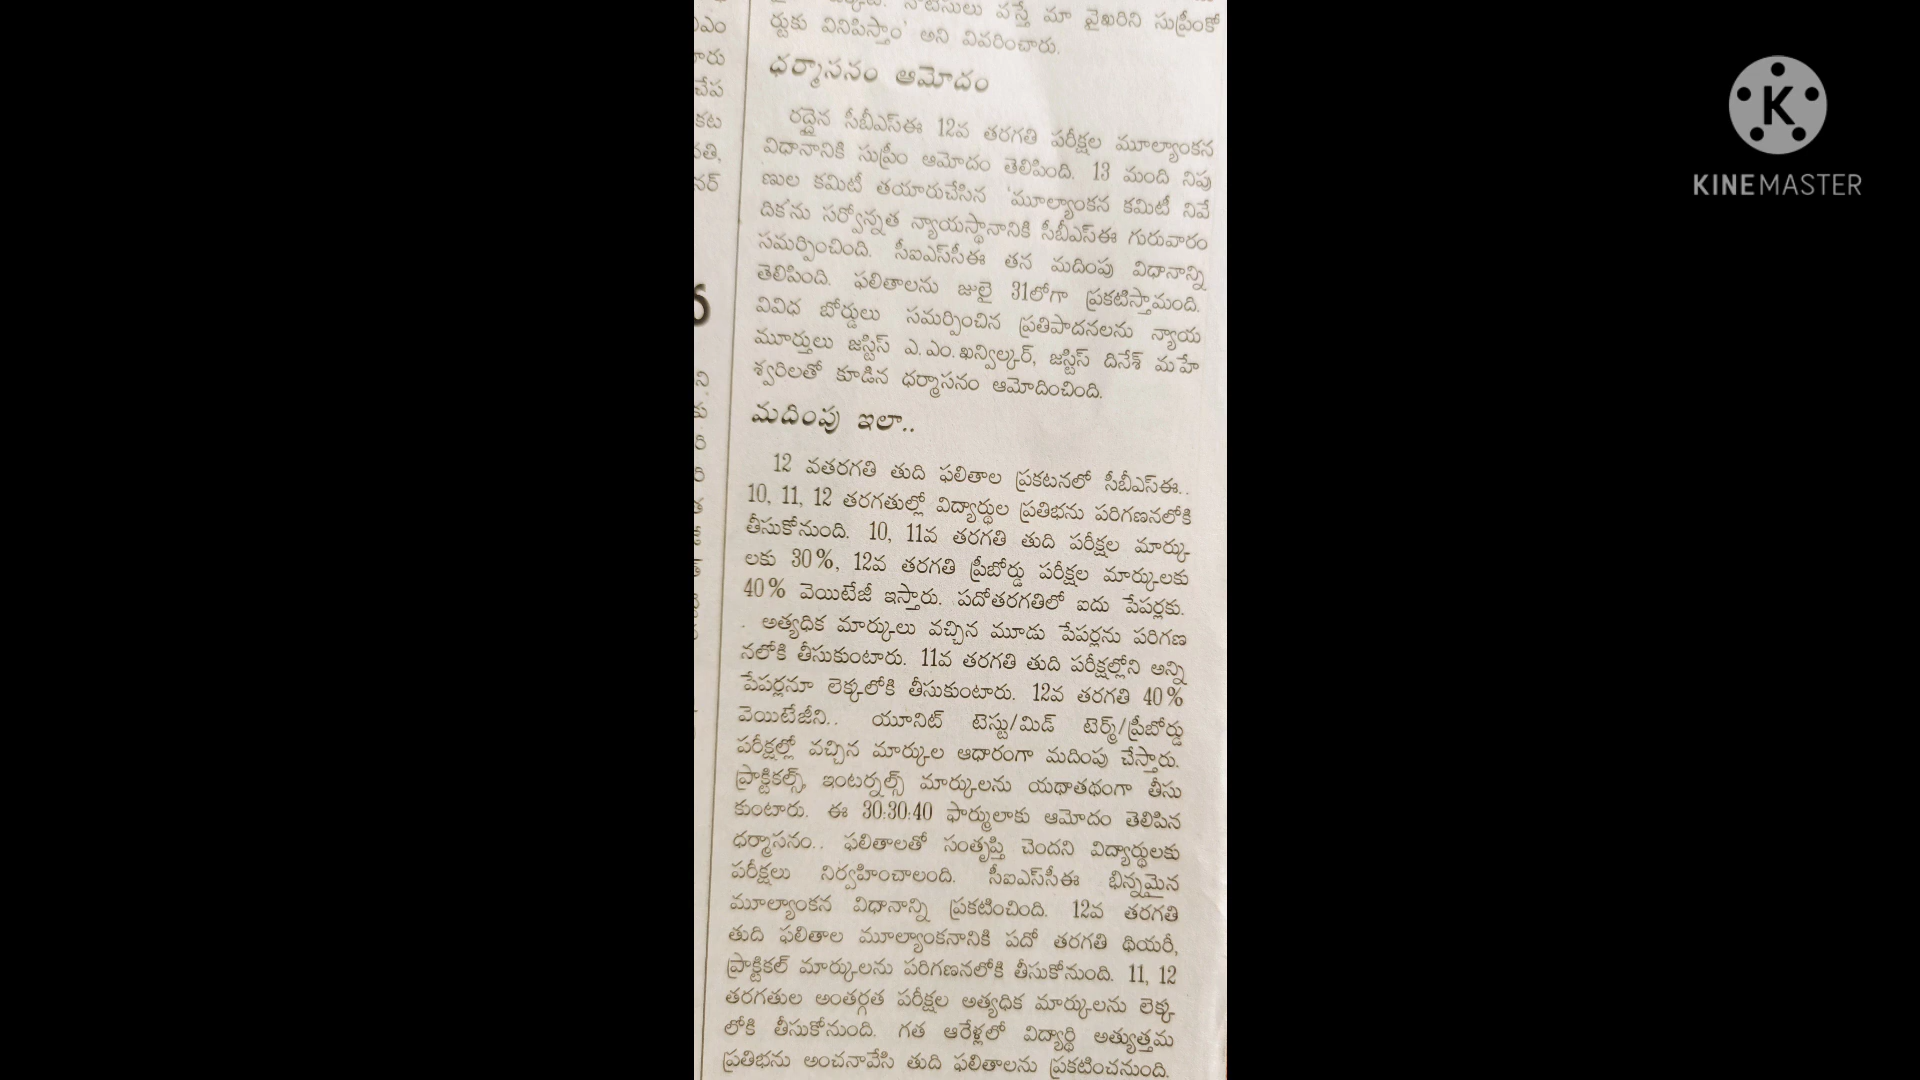 నోటీసులు వస్తే మా వైఖరిని సుప్రీంకో
ర్టుకు వినిపిస్తాం' అని వివరించారు.
ధర్మాసనం ఆమోదం
రద్దైన సీబీఎస్ఈ 12వ తరగతి పరీక్షల మూల్యాంకన
విధానానికి సుప్రీం ఆమోదం తెలిపింది. 13 మంది నిపు
ణుల కమిటీ తయారుచేసిన 'మూల్యాంకన కమిటీ నివే
దిక'ను సర్వోన్నత న్యాయస్థానానికి సీబీఎస్ఈ గురువారం
సమర్పించింది. సీఐఎస్‌సీఈ తన మదింపు విధానాన్ని
తెలిపింది. ఫలితాలను జులై 31లోగా ప్రకటిస్తామంది.
వివిధ బోర్డులు సమర్పించిన ప్రతిపాదనలను న్యాయ
మూర్తులు జస్టిస్ ఎ.ఎం.ఖన్విల్కర్, జస్టిస్ దినేశ్ మహే
శ్వరిలతో కూడిన ధర్మాసనం ఆమోదించింది.
మదింపు ఇలా..
12 వతరగతి తుది ఫలితాల ప్రకటనలో సీబీఎస్ఈ..
10, 11, 12 తరగతుల్లో విద్యార్థుల ప్రతిభను పరిగణనలోకి
తీసుకోనుంది. 10, 11వ తరగతి తుది పరీక్షల మార్కు
లకు 30%, 12వ తరగతి ప్రీబోర్డు పరీక్షల మార్కులకు
40% వెయిటేజీ ఇస్తారు. పదోతరగతిలో ఐదు పేపర్లకు.
. అత్యధిక మార్కులు వచ్చిన మూడు పేపర్లను పరిగణ
నలోకి తీసుకుంటారు. 11వ తరగతి తుది పరీక్షల్లోని అన్ని
పేపర్లనూ లెక్కలోకి తీసుకుంటారు. 12వ తరగతి 40%
వెయిటేజీని.. యూనిట్ టెస్టు/మిడ్ టెర్మ్/ప్రీబోర్డు
పరీక్షల్లో వచ్చిన మార్కుల ఆధారంగా మదింపు చేస్తారు.
ప్రాక్టికల్స్, ఇంటర్నల్స్ మార్కులను యథాతథంగా తీసు
కుంటారు. ఈ 30:30:40 ఫార్ములాకు ఆమోదం తెలిపిన
ధర్మాసనం.. ఫలితాలతో సంతృప్తి చెందని విద్యార్థులకు
పరీక్షలు నిర్వహించాలంది. సీఐఎస్‌సీఈ భిన్నమైన
మూల్యాంకన విధానాన్ని ప్రకటించింది. 12వ తరగతి
తుది ఫలితాల మూల్యాంకనానికి పదో తరగతి థియరీ,
ప్రాక్టికల్ మార్కులను పరిగణనలోకి తీసుకోనుంది. 11, 12
తరగతుల అంతర్గత పరీక్షల అత్యధిక మార్కులను లెక్క
లోకి తీసుకోనుంది. గత ఆరేళ్లలో విద్యార్థి అత్యుత్తమ
ప్రతిభను అంచనావేసి తుది ఫలితాలను ప్రకటించనుంది.
K
KINEMASTER